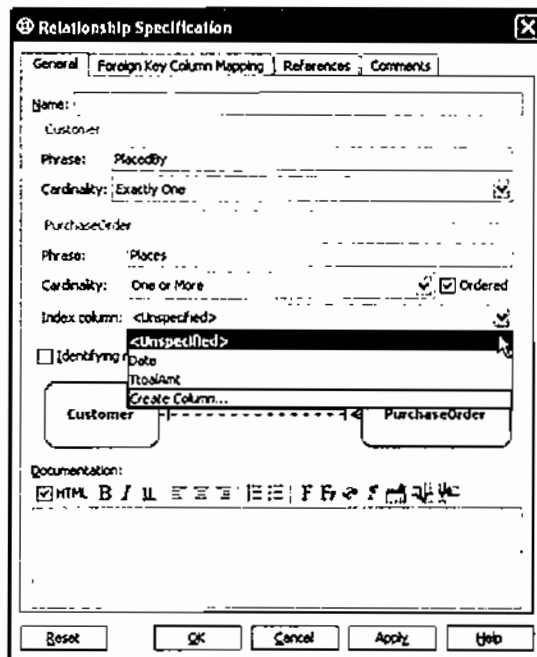 Relationship Specification
General Foreign Key Column Mapping References Comments
Name:
Customer
Phrase: PlacedBy
Cardinality: Exactly One
PurchaseOrder
Phrase: Places
Cardinality: One or More Ordered
Index column: <Unspecified>
<Unspecified>
Identifying
Date
TtoalAmt
Create Column...
Customer PurchaseOrder
Documentation:
HTML B I U
Reset OK Cancel Apply Help